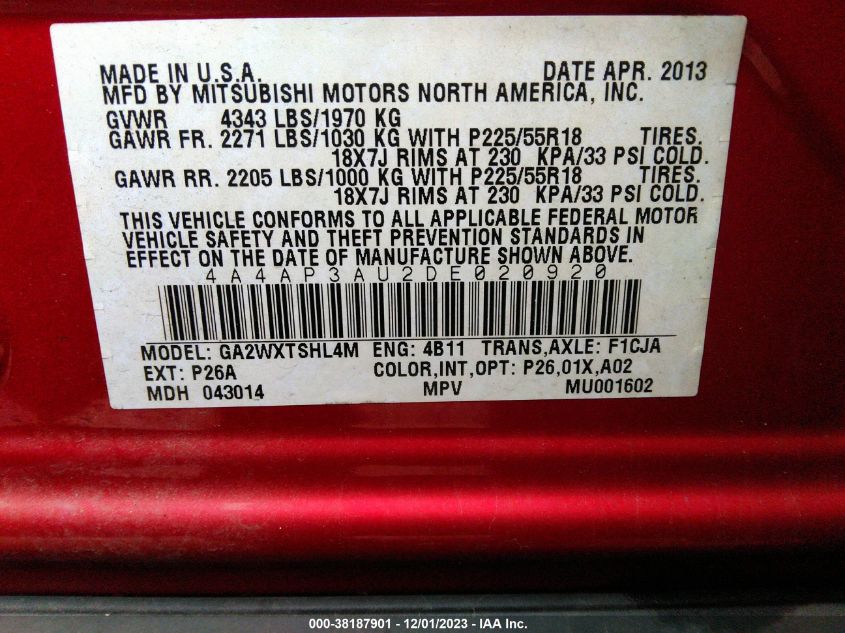 MADE IN U.S.A. DATE APR. 2013
MFD BY MITSUBISHI MOTORS NORTH AMERICA, INC.
GVWR 4343 LBS/1970 KG
GAWR FR. 2271 LBS/1030 KG WITH P225/55R18 TIRES.
18X7J RIMS AT 230 KPA/33 PSI COLD.
GAWR RR. 2205 LBS/1000 KG WITH P225/55R18 TIRES.
18X7J RIMS AT 230 KPA/33 PSI COLD.
THIS VEHICLE CONFORMS TO ALL APPLICABLE FEDERAL MOTOR
VEHICLE SAFETY AND THEFT PREVENTION STANDARDS IN
EFFECT ON THE DATE OF MANUFACTURE SHOWN ABOVE.
4A4AP3AU2DE020920
MODEL: GA2WXTSHL4M ENG: 4B11 TRANS,AXLE: F1CJA
EXT: P26A COLOR,INT,OPT: P26,01X,A02
MDH 043014 MPV MU001602
000-38187901 - 12/01/2023 - IAA Inc.